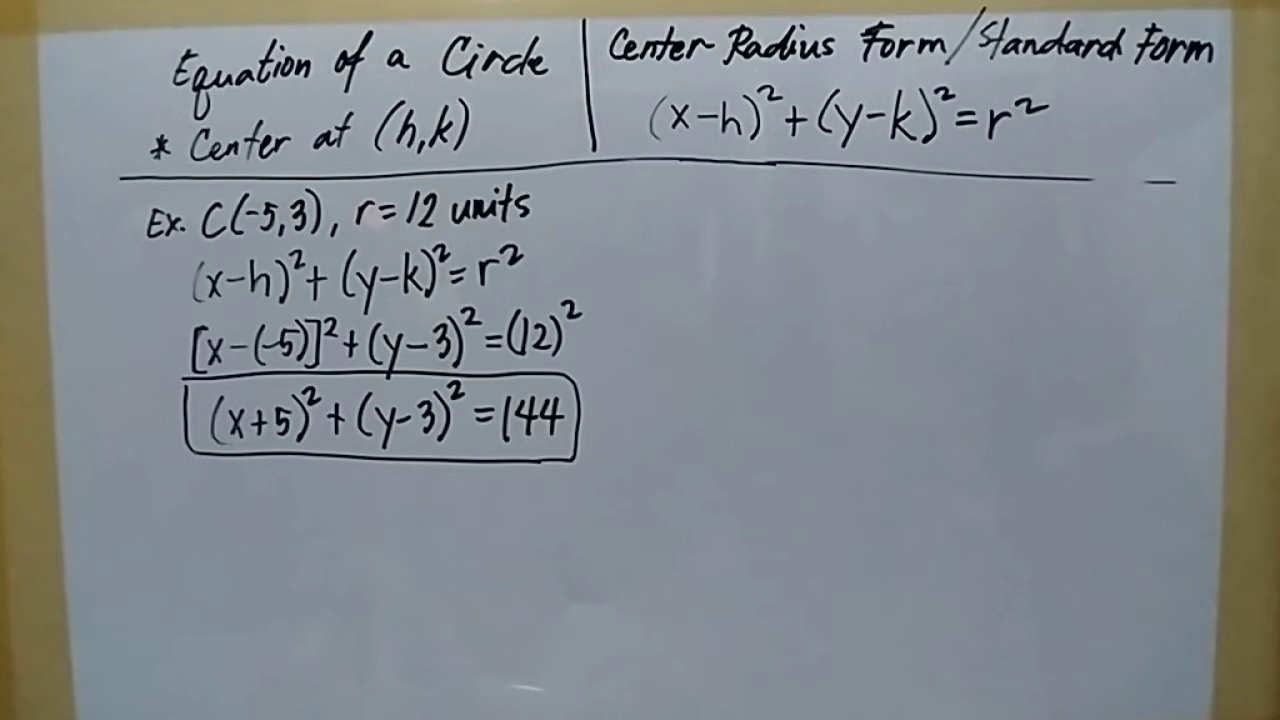 Equation of a Circle
* Center at (h,k)
Center-Radius Form/Standard Form
(x-h)²+(y-k)²=r²
Ex. C(-5,3), r=12 units
(x-h)²+(y-k)²=r²
[x-(-5)]²+(y-3)²=(12)²
(x+5)²+(y-3)²=144